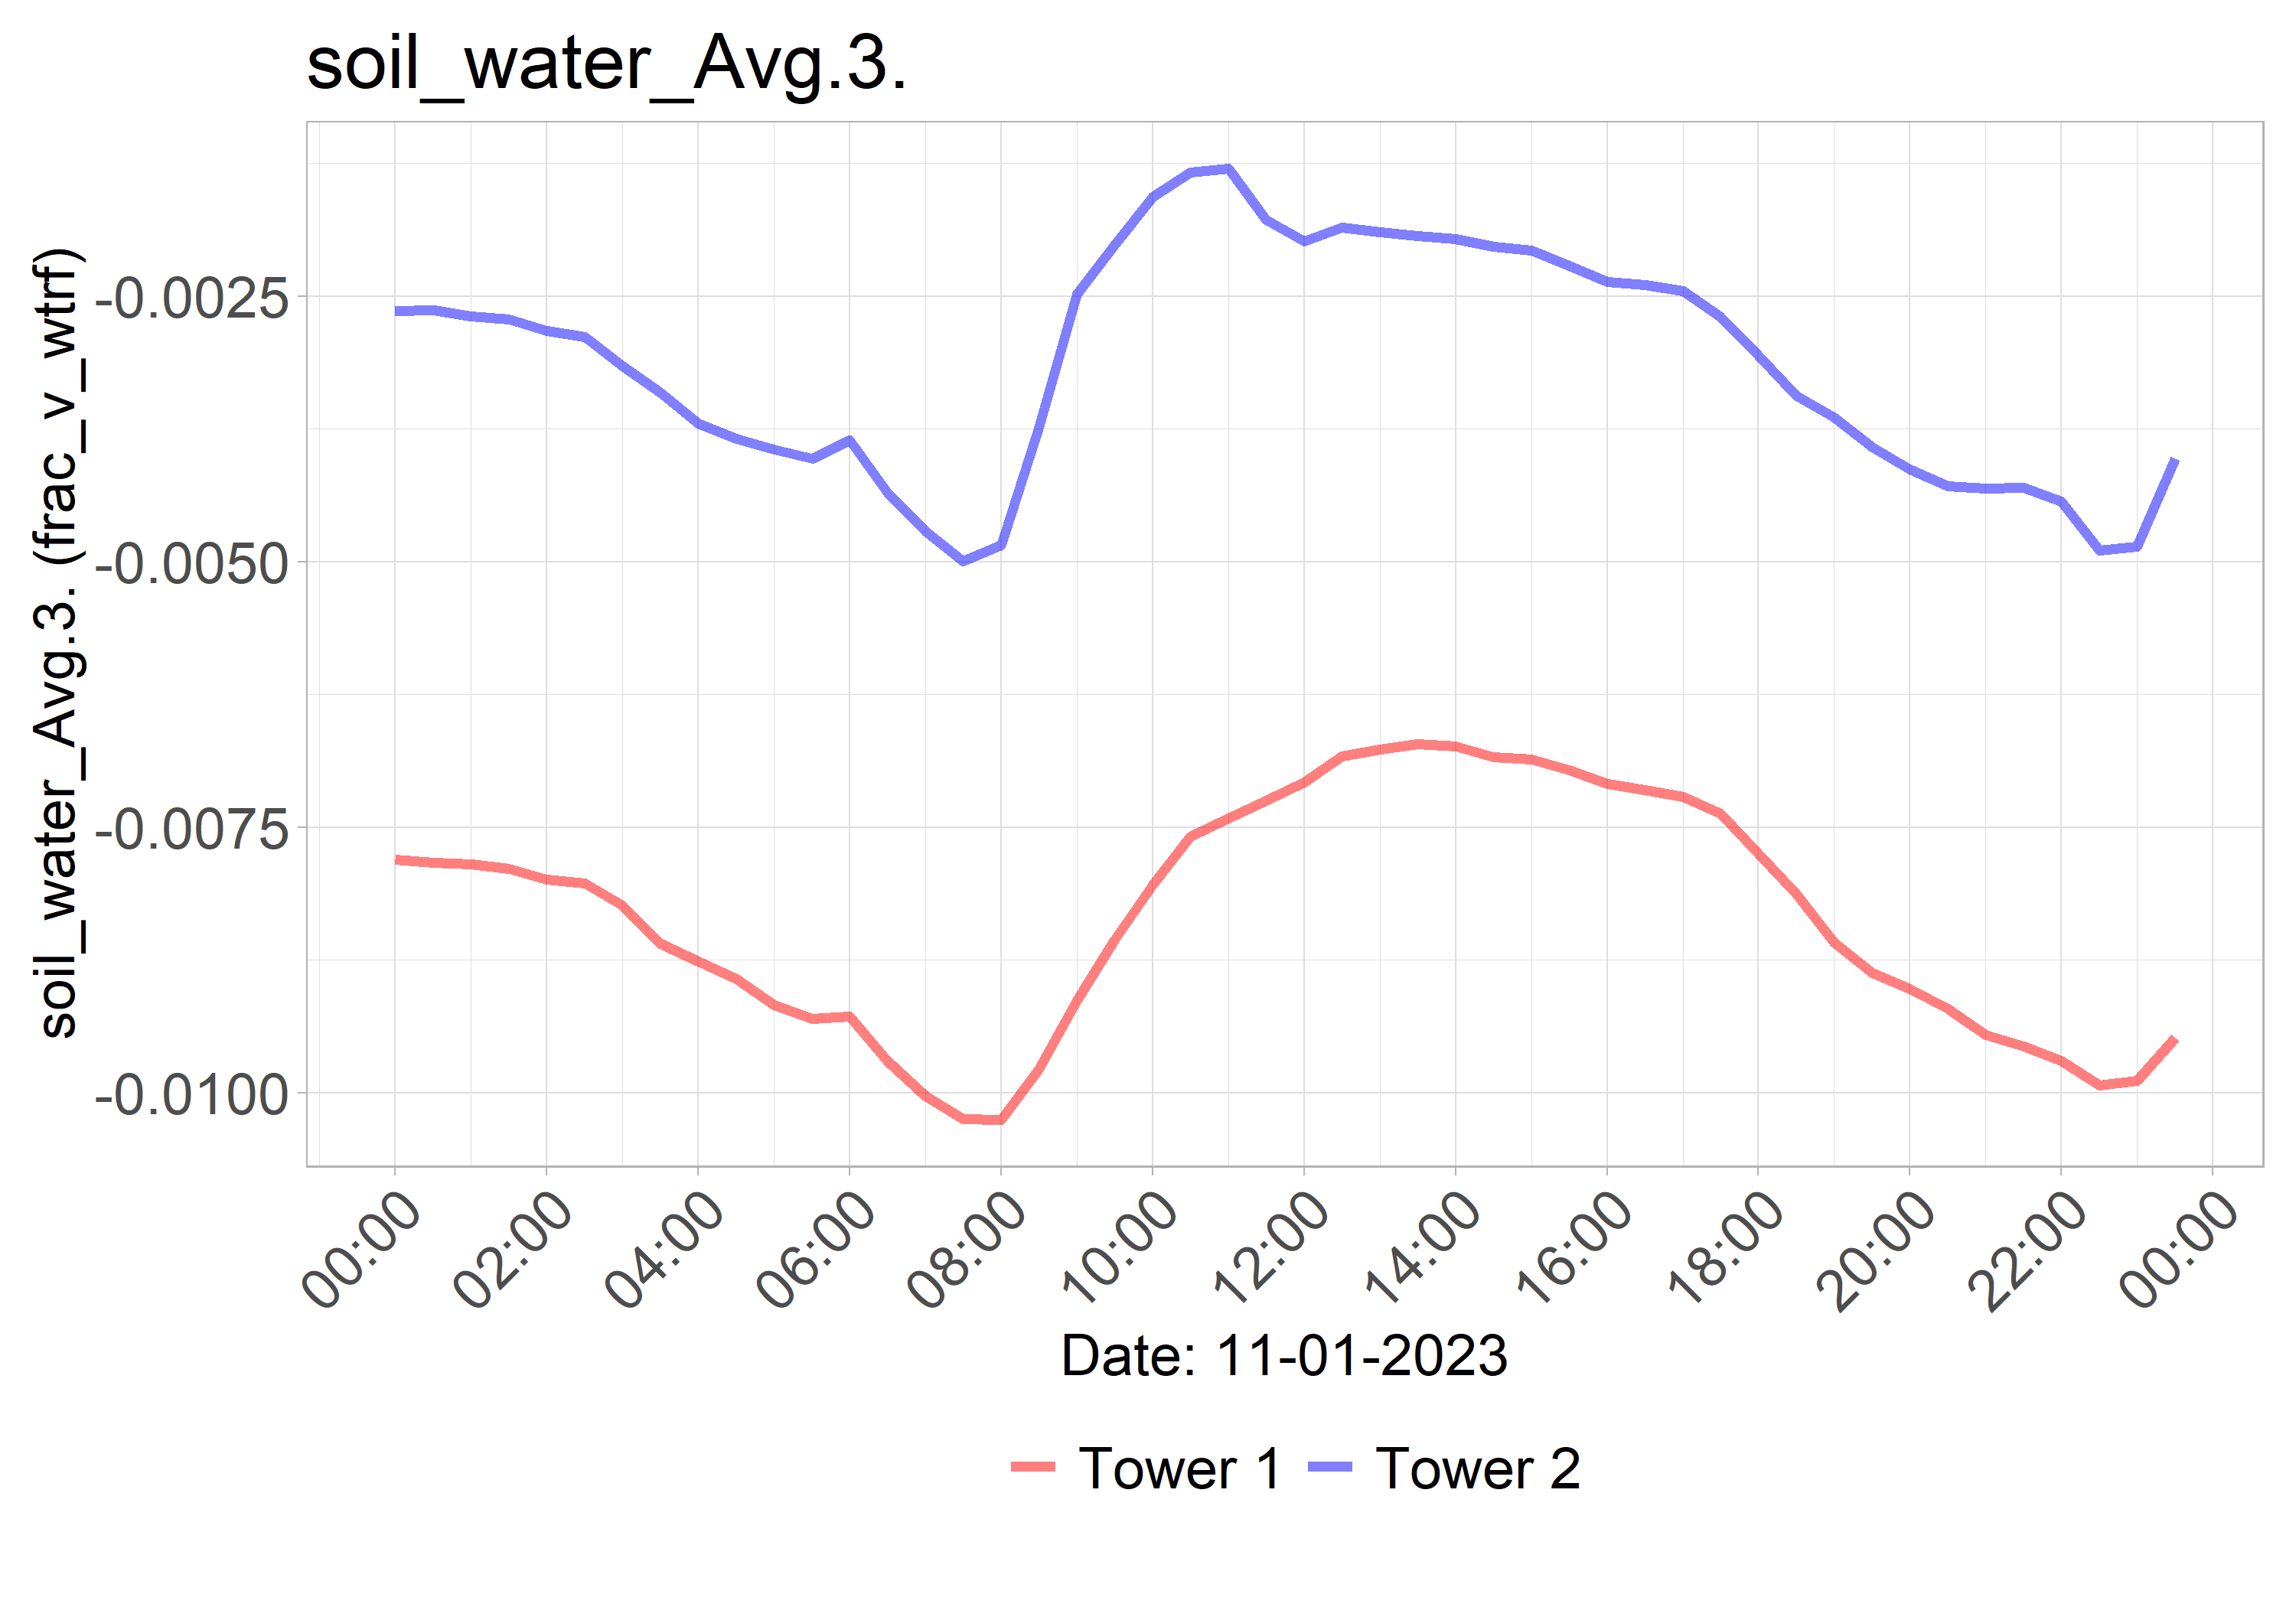 soil_water_Avg.3.
soil_water_Avg.3. (frac_v_wtrf)
-0.0025
-0.0050
-0.0075
-0.0100
00:00 02:00 04:00 06:00 08:00 10:00 12:00 14:00 16:00 18:00 20:00 22:00 00:00
Date: 11-01-2023
Tower 1 Tower 2